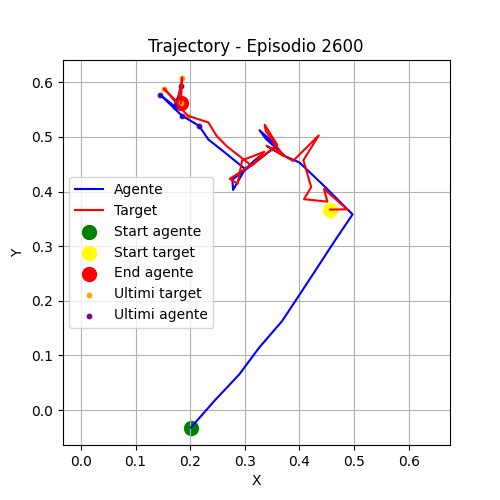 Trajectory - Episodio 2600
0.6
0.5
0.4
0.3
0.2
0.1
0.0
Y
Agente
Target
Start agente
Start target
End agente
Ultimi target
Ultimi agente
0.0 0.1 0.2 0.3 0.4 0.5 0.6
X